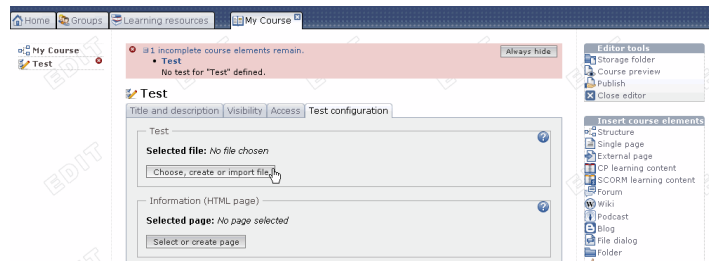 Home
Groups
Learning resources
My Course
My Course
Test
1 incomplete course elements remain.
Always hide
Test
No test for "Test" defined.
Test
Title and description
Visibility
Access
Test configuration
Test
Selected file: No file chosen
Choose, create or import file
Information (HTML page)
Selected page: No page selected
Select or create page
Editor tools
Storage folder
Course preview
Publish
Close editor
Insert course elements
Structure
Single page
External page
CP learning content
SCORM learning content
Forum
Wiki
Podcast
Blog
File dialog
Folder
EDIT
EDIT
EDIT